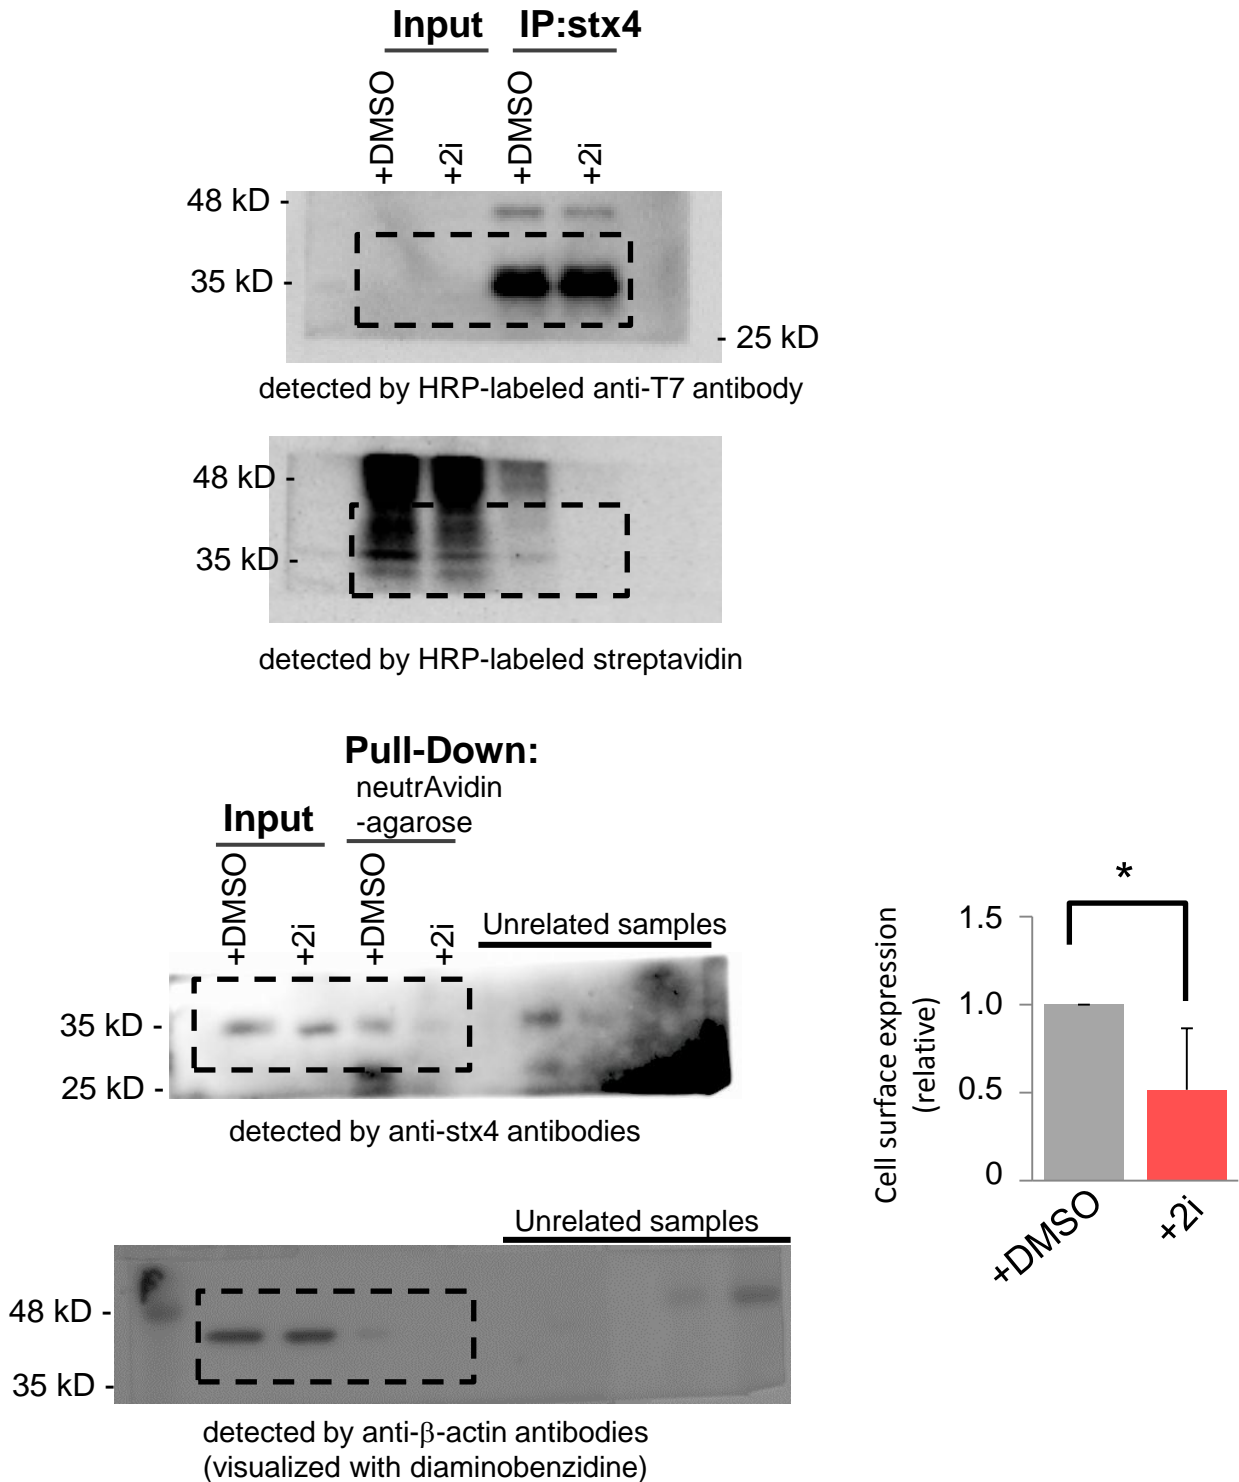 Input IP:stx4
+DMSO +2i +DMSO +2i
48 kD -
35 kD -
- 25 kD
detected by HRP-labeled anti-T7 antibody
48 kD -
35 kD -
detected by HRP-labeled streptavidin
Pull-Down:
neutrAvidin
-agarose
Input
+DMSO +2i +DMSO +2i
Unrelated samples
35 kD -
25 kD -
detected by anti-stx4 antibodies
Unrelated samples
48 kD -
35 kD -
detected by anti-β-actin antibodies
(visualized with diaminobenzidine)
*
Cell surface expression
(relative)
1.5
1.0
0.5
0
+DMSO +2i